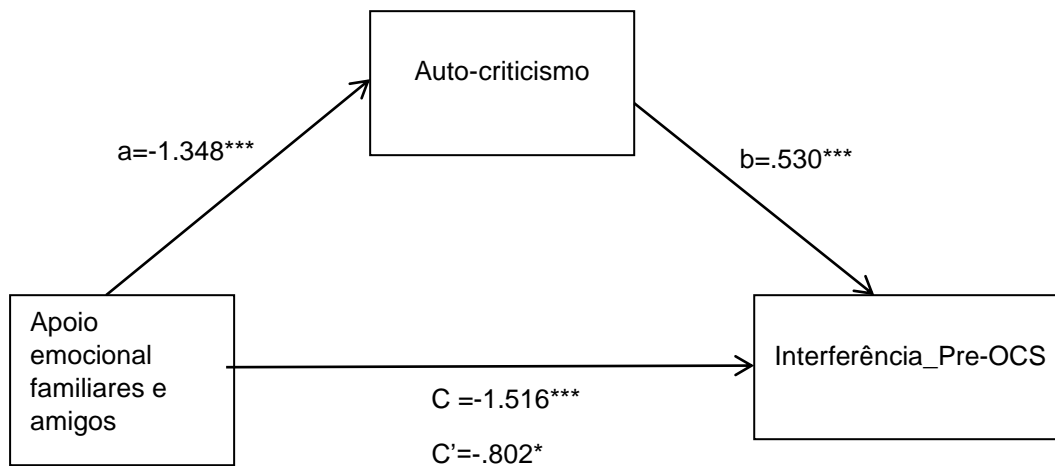 Auto-criticismo
a=-1.348***
b=.530***
Apoio
emocional
familiares e
amigos
Interferência_Pre-OCS
C =-1.516***
C’=-.802*